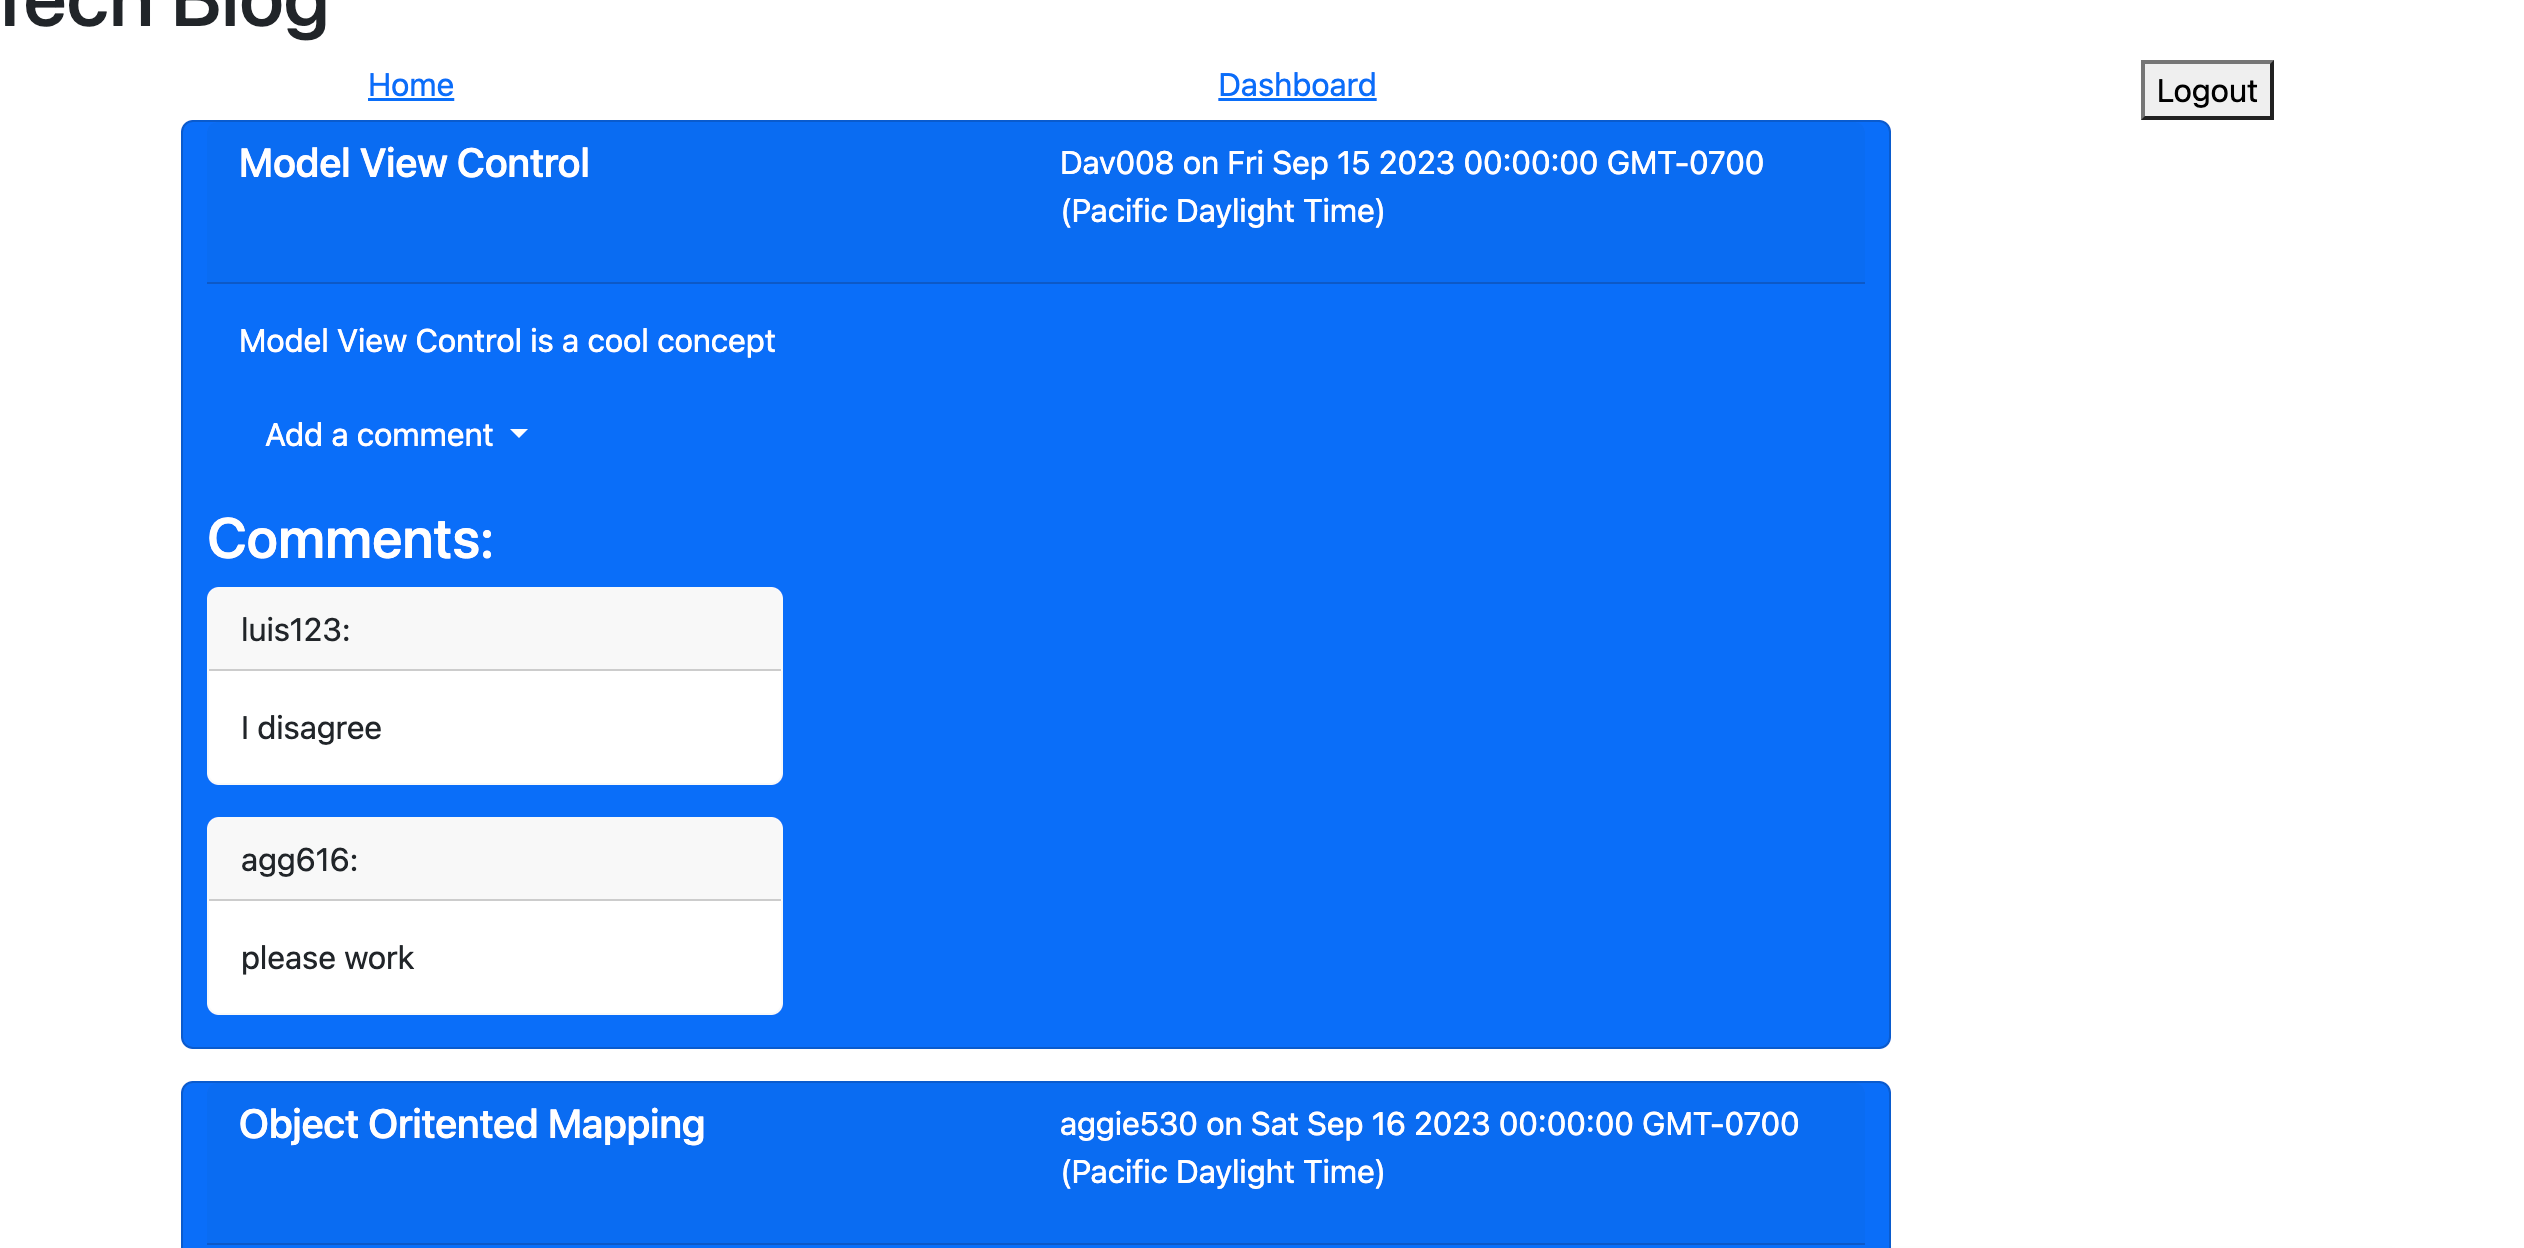 Tech Blog
Home
Dashboard
Logout
Model View Control
Dav008 on Fri Sep 15 2023 00:00:00 GMT-0700
(Pacific Daylight Time)
Model View Control is a cool concept
Add a comment
Comments:
luis123:
I disagree
agg616:
please work
Object Oritented Mapping
aggie530 on Sat Sep 16 2023 00:00:00 GMT-0700
(Pacific Daylight Time)